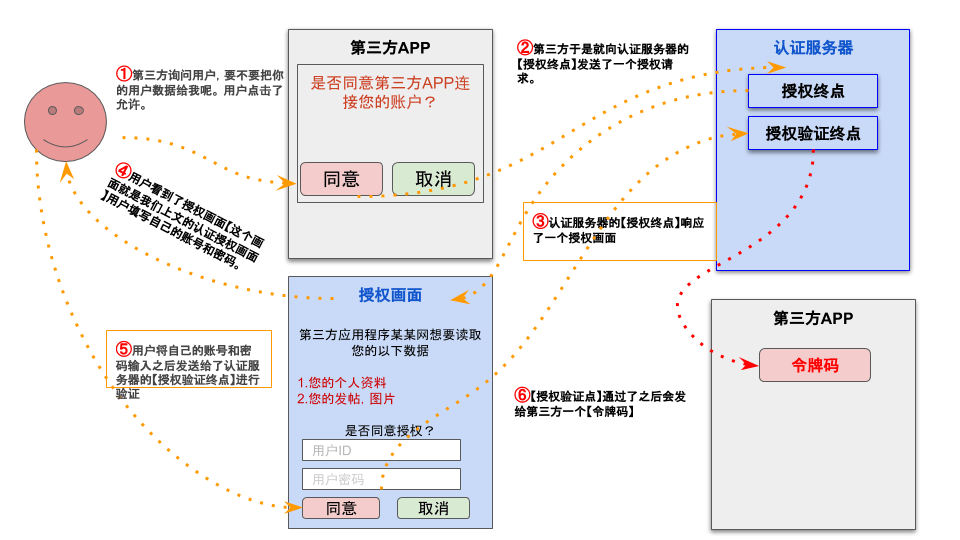 ①第三方询问用户，要不要把你
的用户数据给我呢。用户点击了
允许。
第三方APP
是否同意第三方APP连
接您的账户？
同意
取消
②第三方于是就向认证服务器的
【授权终点】发送了一个授权请
求。
认证服务器
授权终点
授权验证终点
③认证服务器的【授权终点】响应
了一个授权画面
④用户看到了授权画面【这个画
面就是我们上文的认证授权画面
】用户填写自己的账号和密码。
授权画面
第三方应用程序某某网想要读取
您的以下数据
1.您的个人资料
2.您的发帖，图片
是否同意授权？
用户ID
用户密码
同意
取消
⑤用户将自己的账号和密
码输入之后发送给了认证服
务器的【授权验证终点】进行
验证
⑥【授权验证点】通过了之后会发
给第三方一个【令牌码】
第三方APP
令牌码